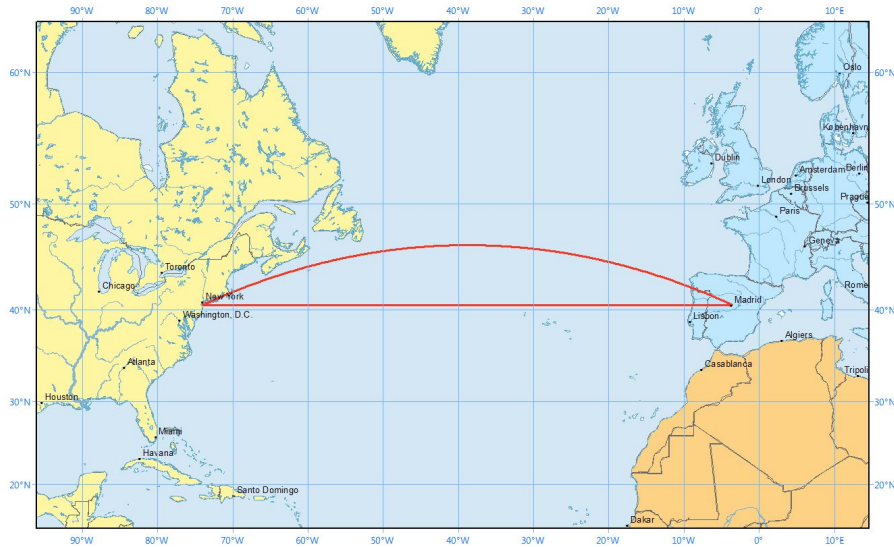 90°W 80°W 70°W 60°W 50°W 40°W 30°W 20°W 10°W 0° 10°E
60°N 60°N
Oslo
København
Dublin
Amsterdam Berlin
London
Brussels
50°N 50°N
Prague
Paris
Geneva
Toronto
Chicago
New York
Rome
Madrid
40°N 40°N
Washington, D.C.
Lisbon
Algiers
Atlanta
Casablanca
Tripoli
Houston
30°N 30°N
Miami
Havana
20°N 20°N
Santo Domingo
Dakar
90°W 80°W 70°W 60°W 50°W 40°W 30°W 20°W 10°W 0° 10°E